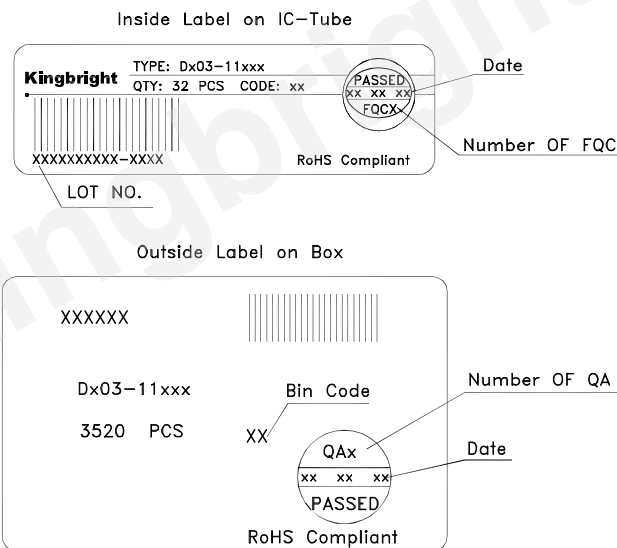 Inside Label on IC-Tube
Kingbright
TYPE: Dx03-11xxx
QTY: 32 PCS CODE: xx
PASSED
xx xx xx
FQCX
Date
Number OF FQC
XXXXXXXXXX-XXXX
RoHS Compliant
LOT NO.
Outside Label on Box
XXXXXX
Dx03-11xxx
Bin Code
Number OF QA
3520 PCS
XX
QAx
Date
xx xx xx
PASSED
RoHS Compliant